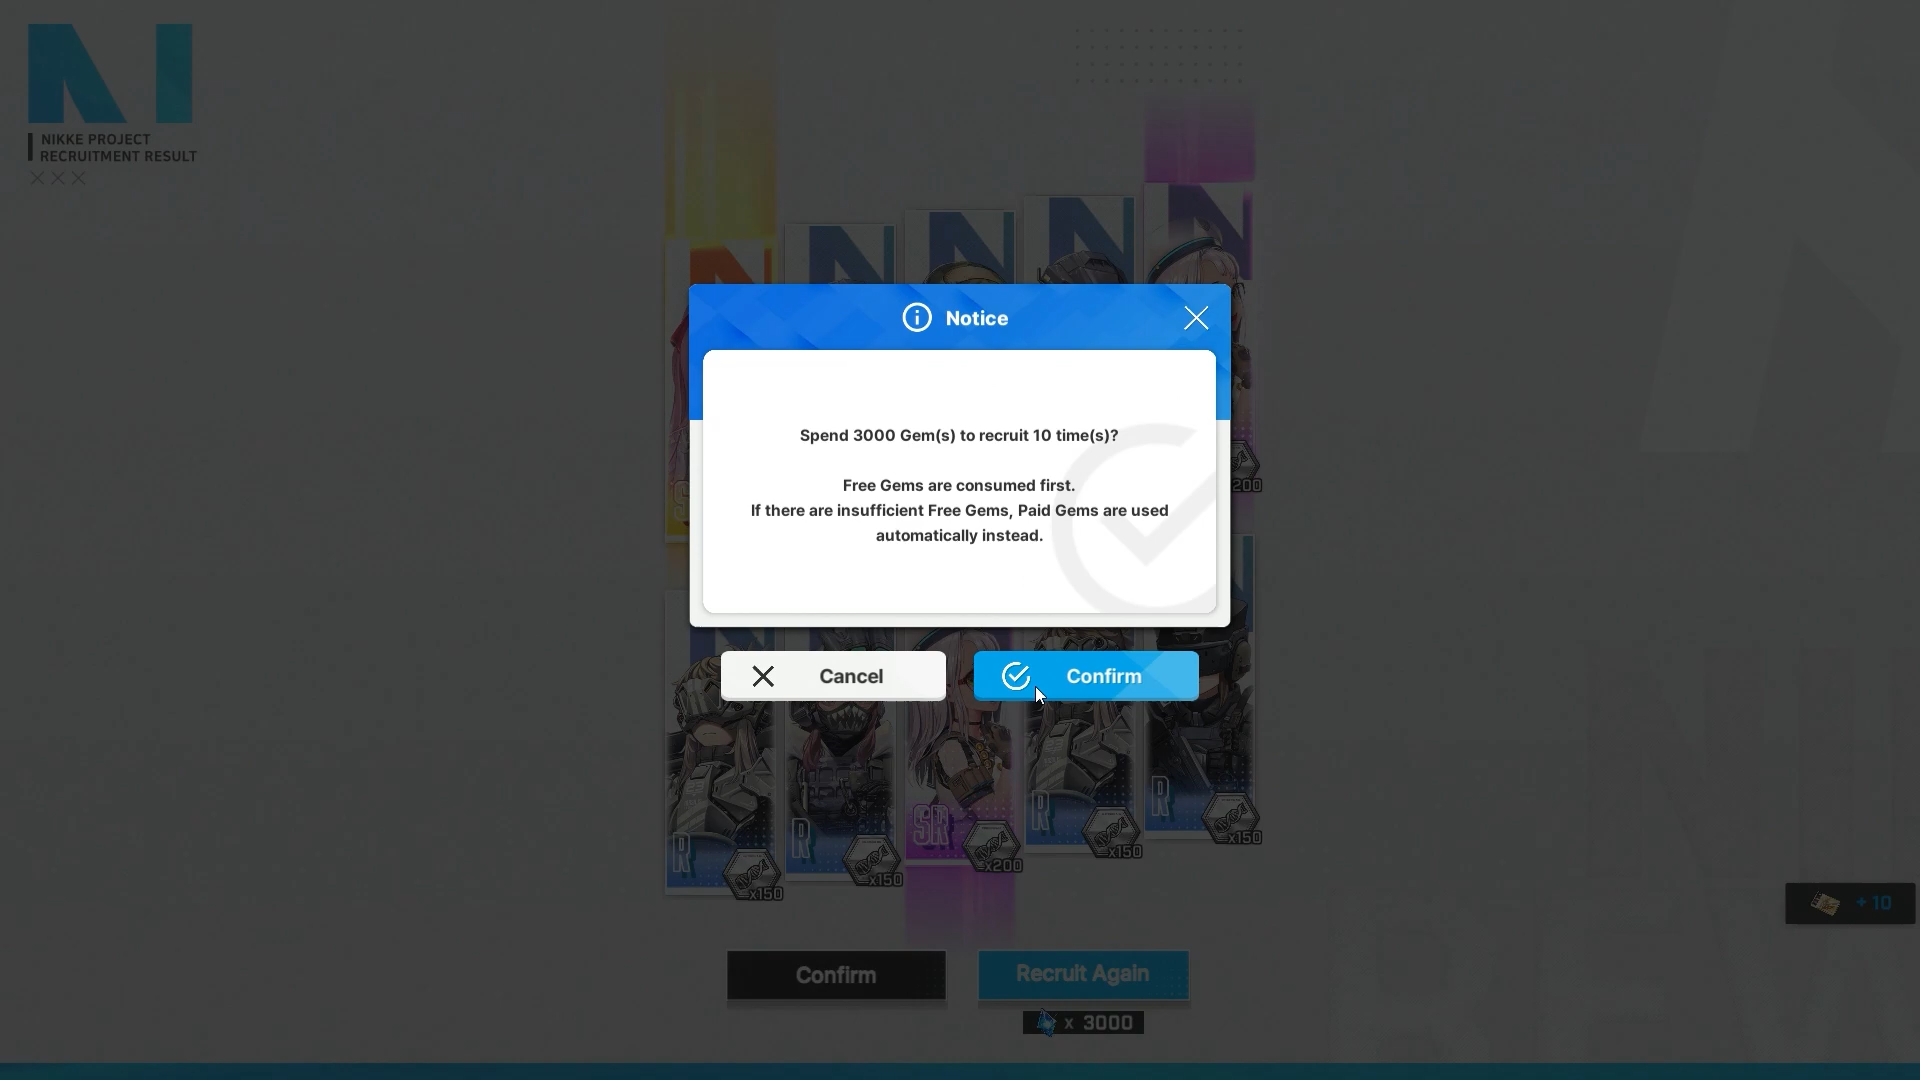 NIKKE PROJECT
RECRUITMENT RESULT
Notice
Spend 3000 Gem(s) to recruit 10 time(s)?
Free Gems are consumed first.
If there are insufficient Free Gems, Paid Gems are used
automatically instead.
x200
Cancel
Confirm
SR
R
R
R
R
x150
x150
x200
x150
x150
+ 10
Confirm
Recruit Again
x 3000